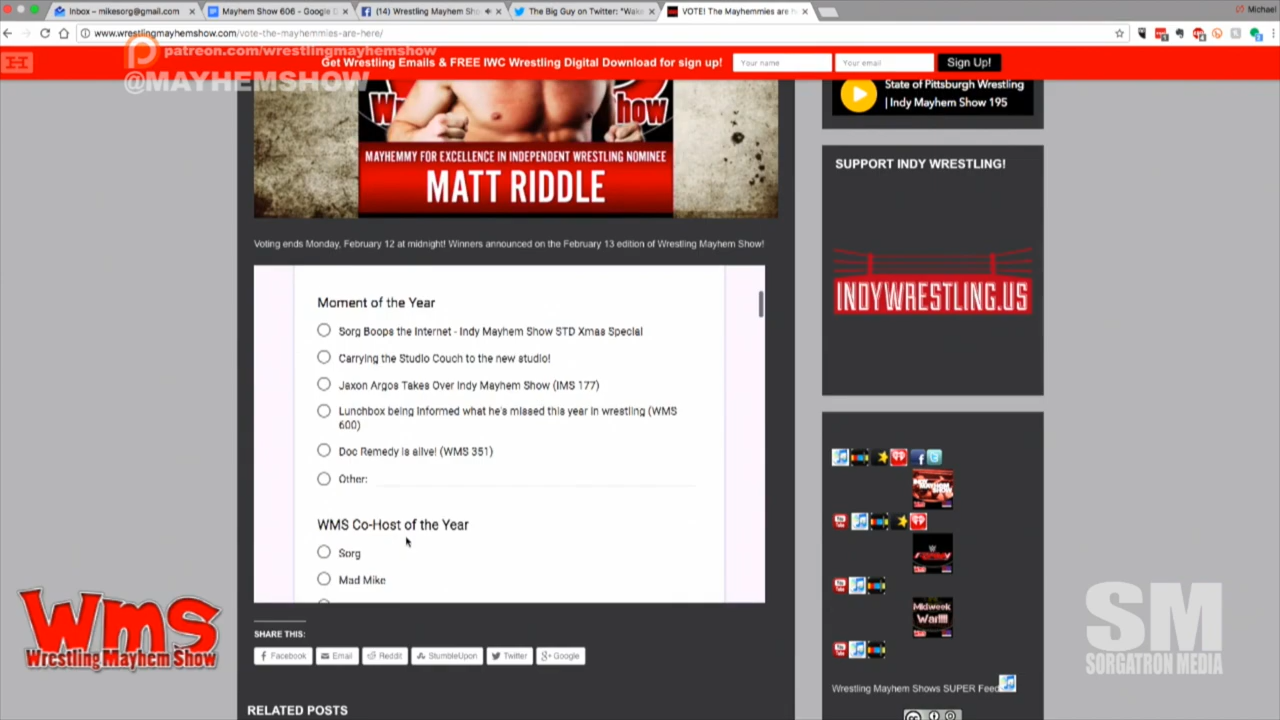 Inbox – mikesorg@gmail.com
Mayhem Show 606 - Google D
(14) Wrestling Mayhem Sho
The Big Guy on Twitter: "Wake
VOTE! The Mayhemmies are h
Michael
www.wrestlingmayhemshow.com/vote-the-mayhemmies-are-here/
patreon.com/wrestlingmayhemshow
@MAYHEMSHOW
Get Wrestling Emails & FREE IWC Wrestling Digital Download for sign up!
Your name
Your email
Sign Up!
Show
MAYHEMMY FOR EXCELLENCE IN INDEPENDENT WRESTLING NOMINEE
MATT RIDDLE
Voting ends Monday, February 12 at midnight! Winners announced on the February 13 edition of Wrestling Mayhem Show!
Moment of the Year
Sorg Boops the Internet - Indy Mayhem Show STD Xmas Special
Carrying the Studio Couch to the new studio!
Jaxon Argos Takes Over Indy Mayhem Show (IMS 177)
Lunchbox being informed what he's missed this year in wrestling (WMS
600)
Doc Remedy is alive! (WMS 351)
Other:
WMS Co-Host of the Year
Sorg
Mad Mike
SHARE THIS:
Facebook
Email
Reddit
StumbleUpon
Twitter
Google
RELATED POSTS
State of Pittsburgh Wrestling
| Indy Mayhem Show 195
SUPPORT INDY WRESTLING!
INDYWRESTLING.US
Midweek
War!!!
Wrestling Mayhem Shows SUPER Feed
wms
Wrestling Mayhem Show
SM
SORGATRON MEDIA